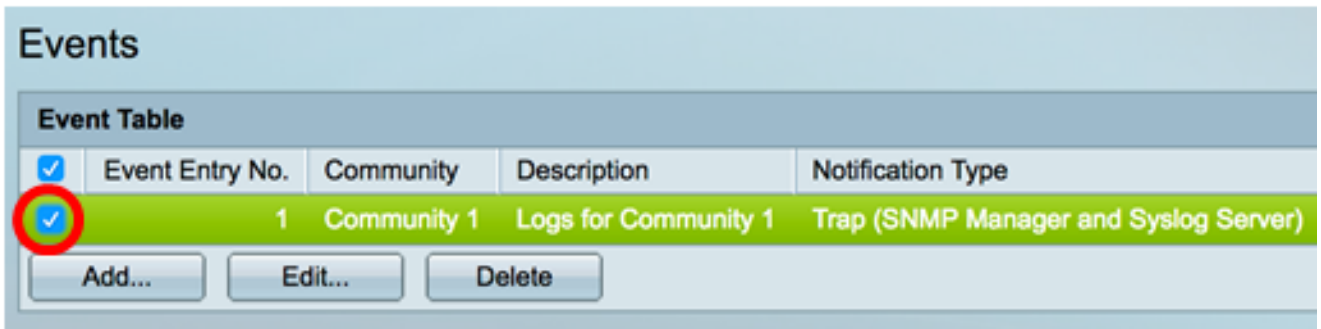 Events
Event Table
Event Entry No. Community Description Notification Type
1 Community 1 Logs for Community 1 Trap (SNMP Manager and Syslog Server)
Add... Edit... Delete